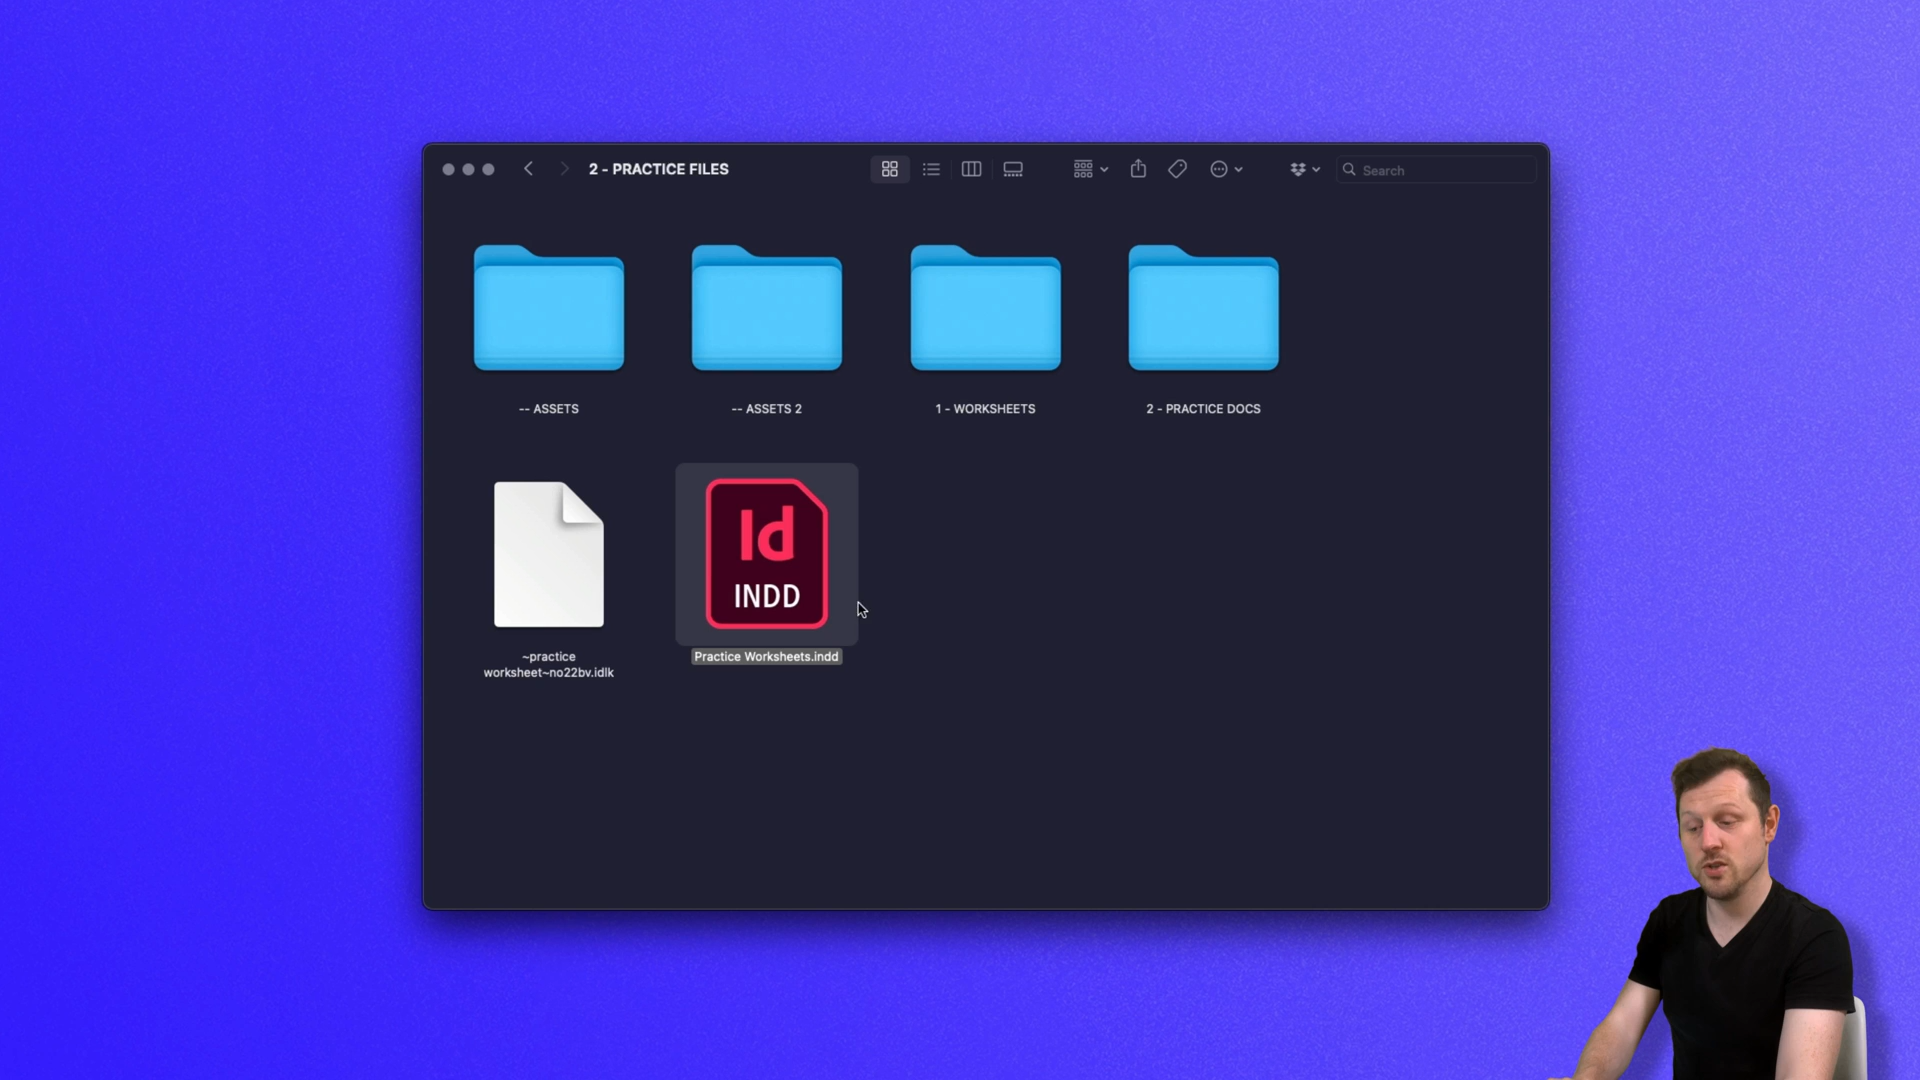 2 - PRACTICE FILES
Search
-- ASSETS
-- ASSETS 2
1 - WORKSHEETS
2 - PRACTICE DOCS
Id
INDD
~practice
worksheet~no22bv.idlk
Practice Worksheets.indd